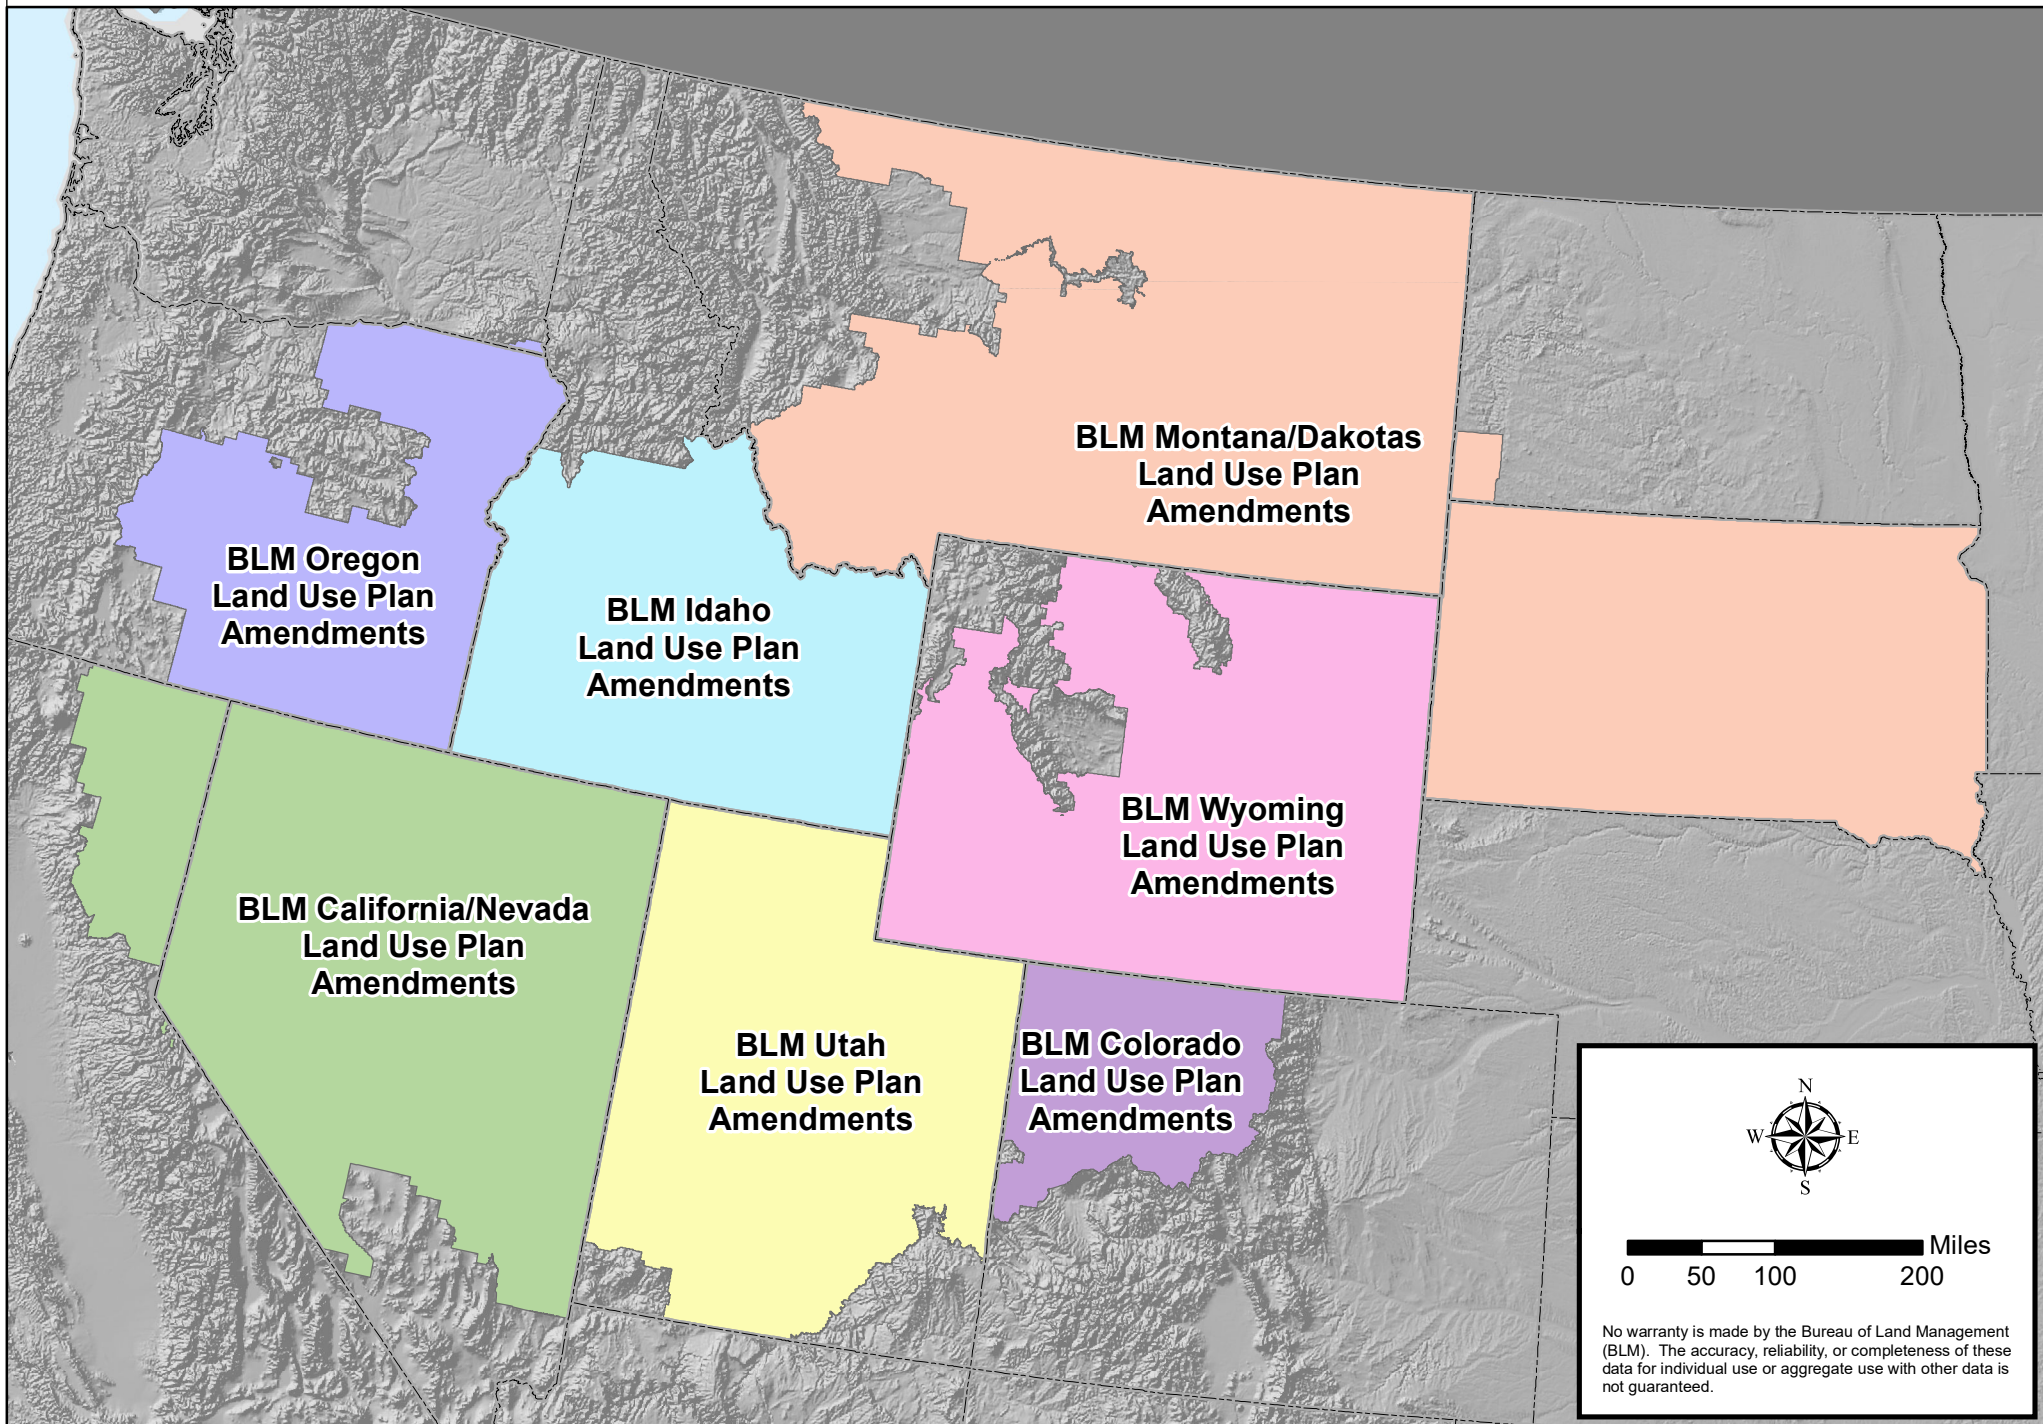 BLM Montana/Dakotas
Land Use Plan
Amendments
BLM Oregon
Land Use Plan
Amendments
BLM Idaho
Land Use Plan
Amendments
BLM Wyoming
Land Use Plan
Amendments
BLM California/Nevada
Land Use Plan
Amendments
BLM Utah
Land Use Plan
Amendments
BLM Colorado
Land Use Plan
Amendments
N
W E
S
Miles
0 50 100 200
No warranty is made by the Bureau of Land Management
(BLM). The accuracy, reliability, or completeness of these
data for individual use or aggregate use with other data is
not guaranteed.